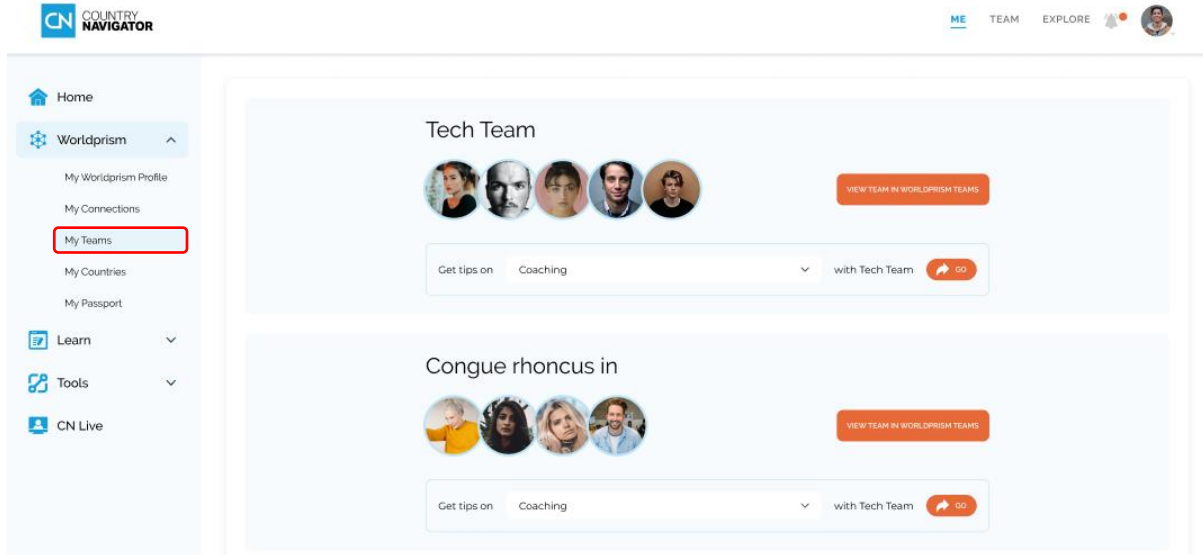 CN COUNTRY
NAVIGATOR
ME TEAM EXPLORE
Home
Worldprism
My Worldprism Profile
My Connections
My Teams
My Countries
My Passport
Learn
Tools
CN Live
Tech Team
VIEW TEAM IN WORLDPRISM TEAMS
Get tips on Coaching with Tech Team GO
Congue rhoncus in
VIEW TEAM IN WORLDPRISM TEAMS
Get tips on Coaching with Tech Team GO